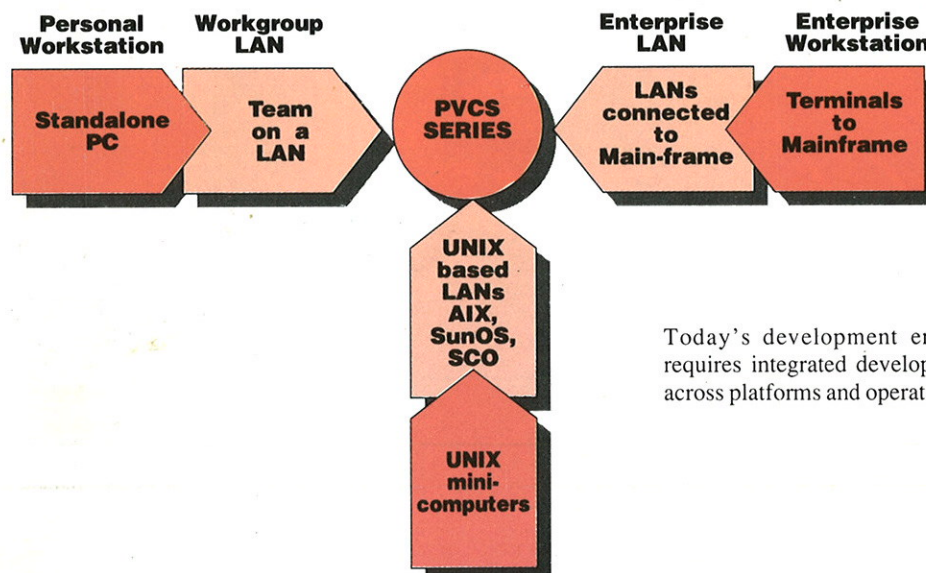 Personal
Workstation
Workgroup
LAN
Enterprise
LAN
Enterprise
Workstation
Standalone
PC
Team
on a
LAN
PVCS
SERIES
LANs
connected
to
Main-frame
Terminals
to
Mainframe
UNIX
based
LANs
AIX,
SunOS,
SCO
UNIX
mini-
computers
Today's development
requires integrated
across platforms and